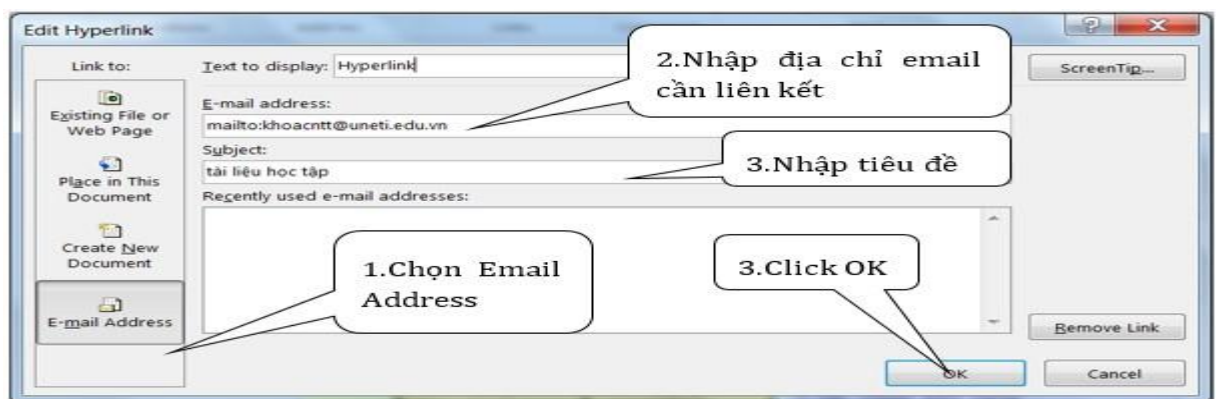 Edit Hyperlink
Link to:
Text to display: Hyperlink
ScreenTip...
2.Nhập địa chỉ email
cần liên kết
Existing File or
Web Page
E-mail address:
mailto:khoacntt@uneti.edu.vn
Subject:
tài liệu học tập
3.Nhập tiêu đề
Place in This
Document
Recently used e-mail addresses:
Create New
Document
1.Chọn Email
Address
3.Click OK
E-mail Address
Remove Link
OK
Cancel